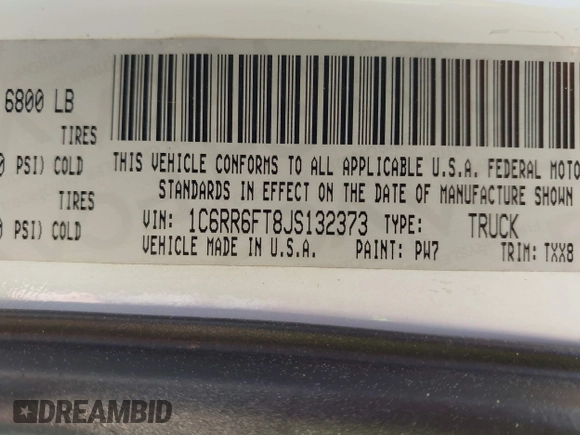 6800 LB
TIRES
PSI) COLD
TIRES
PSI) COLD
THIS VEHICLE CONFORMS TO ALL APPLICABLE U.S.A. FEDERAL MOTO
STANDARDS IN EFFECT ON THE DATE OF MANUFACTURE SHOWN
VIN: 1C6RR6FT8JS132373 TYPE: TRUCK
VEHICLE MADE IN U.S.A. PAINT: PW7 TRIM: TXX8
DREAMBID